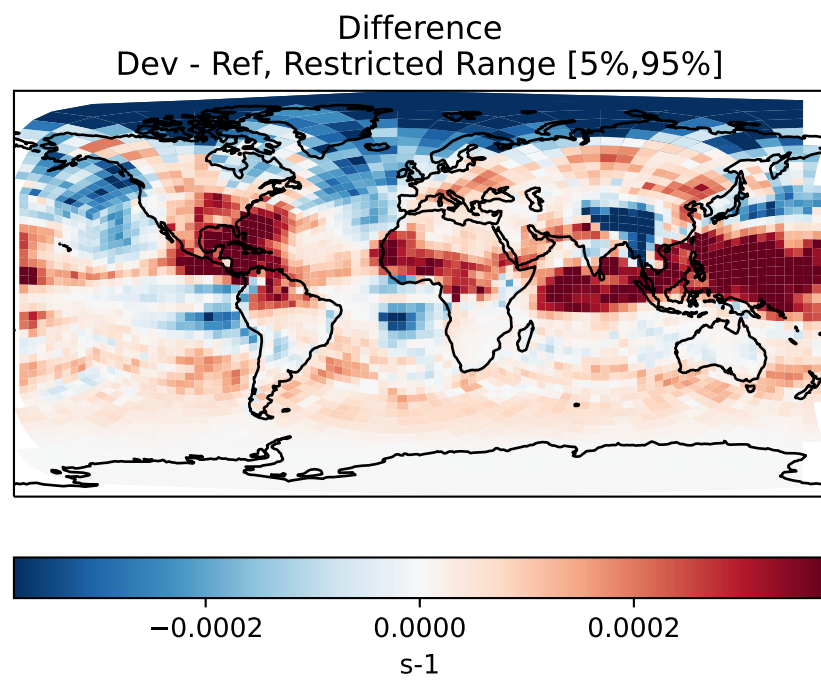 Difference
Dev - Ref, Restricted Range [5%,95%]
−0.0002 0.0000 0.0002
s-1